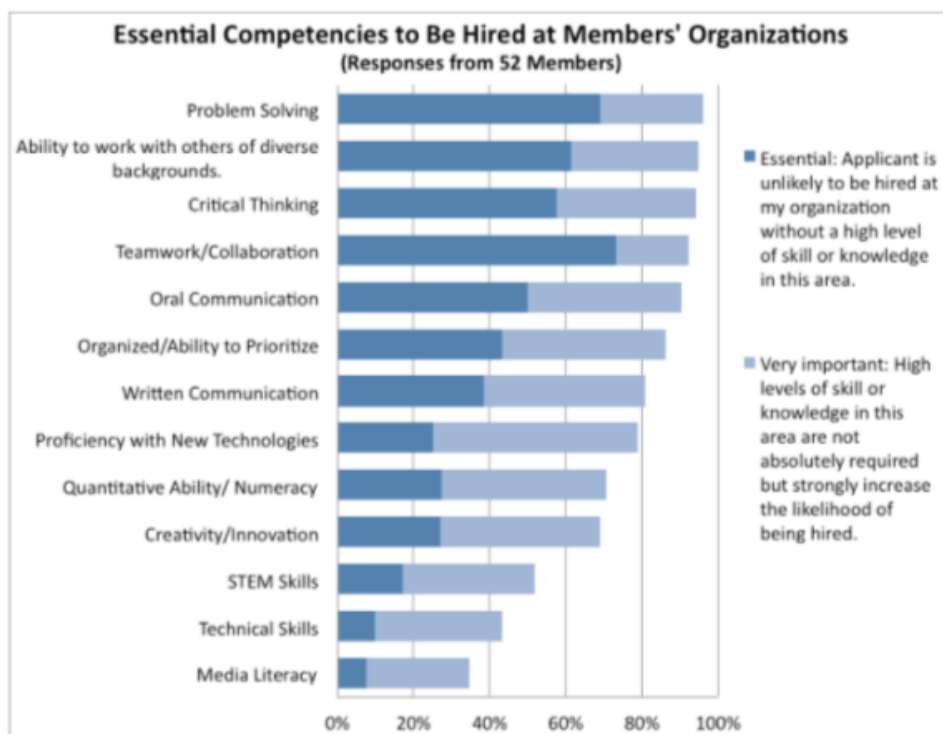 Essential Competencies to Be Hired at Members' Organizations
(Responses from 52 Members)
Problem Solving
Ability to work with others of diverse
backgrounds.
Critical Thinking
Teamwork/Collaboration
Oral Communication
Organized/Ability to Prioritize
Written Communication
Proficiency with New Technologies
Quantitative Ability/ Numeracy
Creativity/Innovation
STEM Skills
Technical Skills
Media Literacy
0% 20% 40% 60% 80% 100%
Essential: Applicant is
unlikely to be hired at
my organization
without a high level
of skill or knowledge
in this area.
Very important: High
levels of skill or
knowledge in this
area are not
absolutely required
but strongly increase
the likelihood of
being hired.